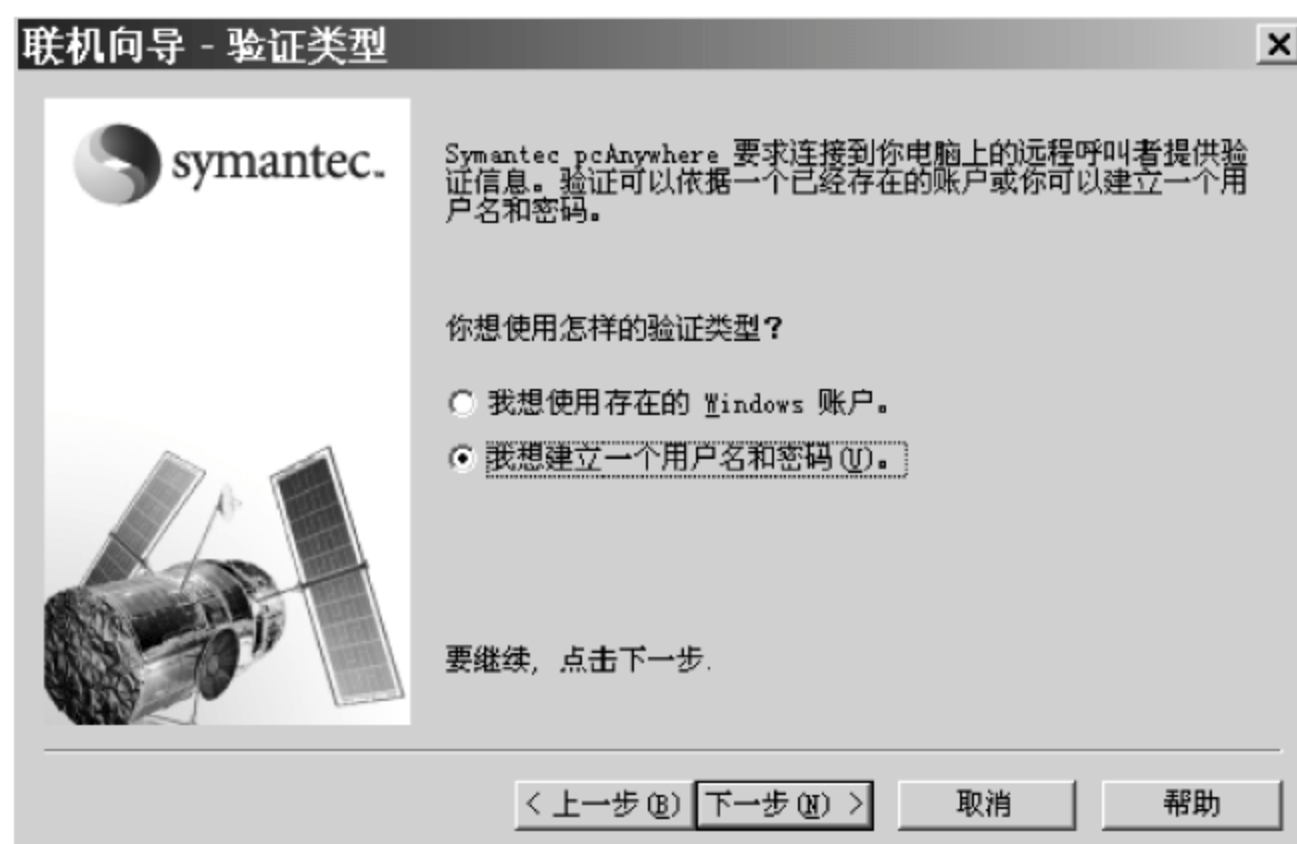 联机向导 - 验证类型
symantec.
Symantec pcAnywhere 要求连接到你电脑上的远程呼叫者提供验
证信息。验证可以依据一个已经存在的账户或你可以建立一个用
户名和密码。
你想使用怎样的验证类型？
我想使用存在的 Windows 账户。
我想建立一个用户名和密码(U)。
要继续, 点击下一步.
< 上一步(B) 下一步(N) > 取消 帮助